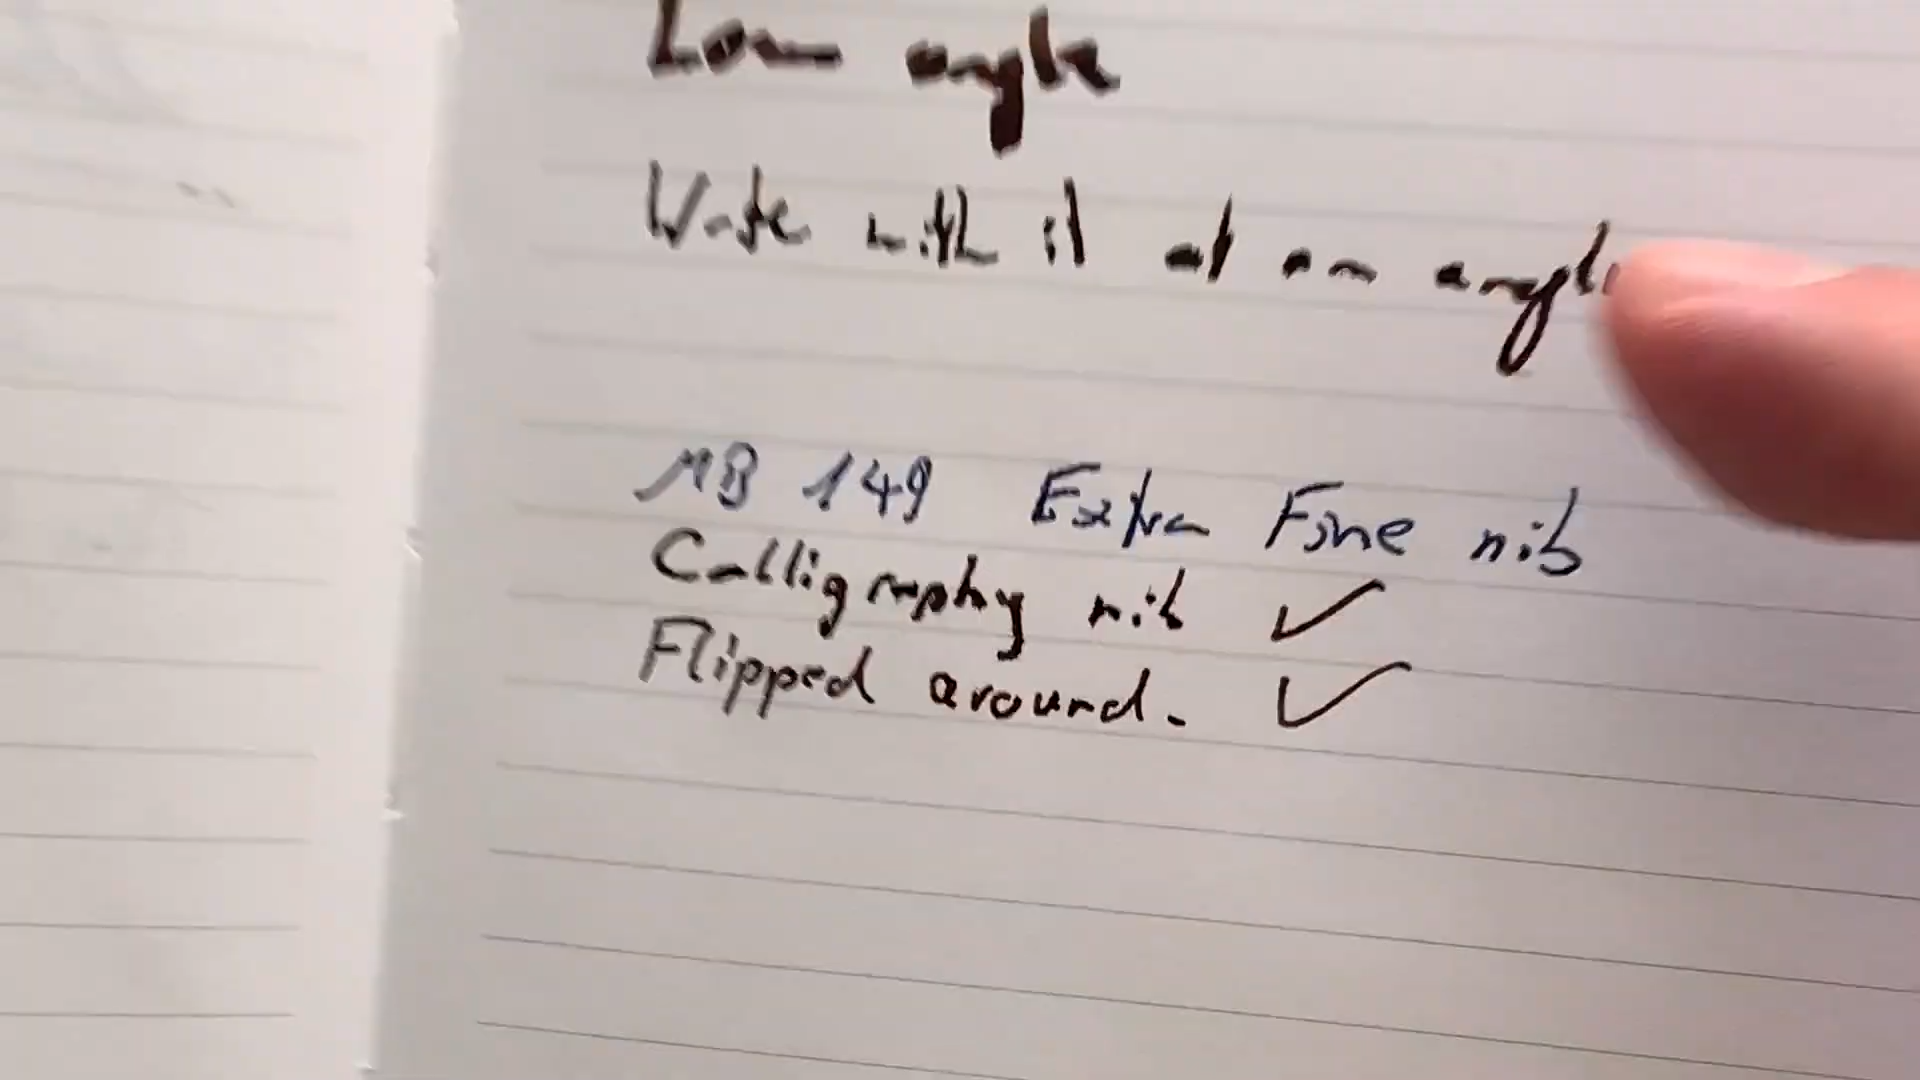 Low angle
Write with it at an angle
MB 149 Extra Fine nib
Calligraphy nib ✓
Flipped around. ✓